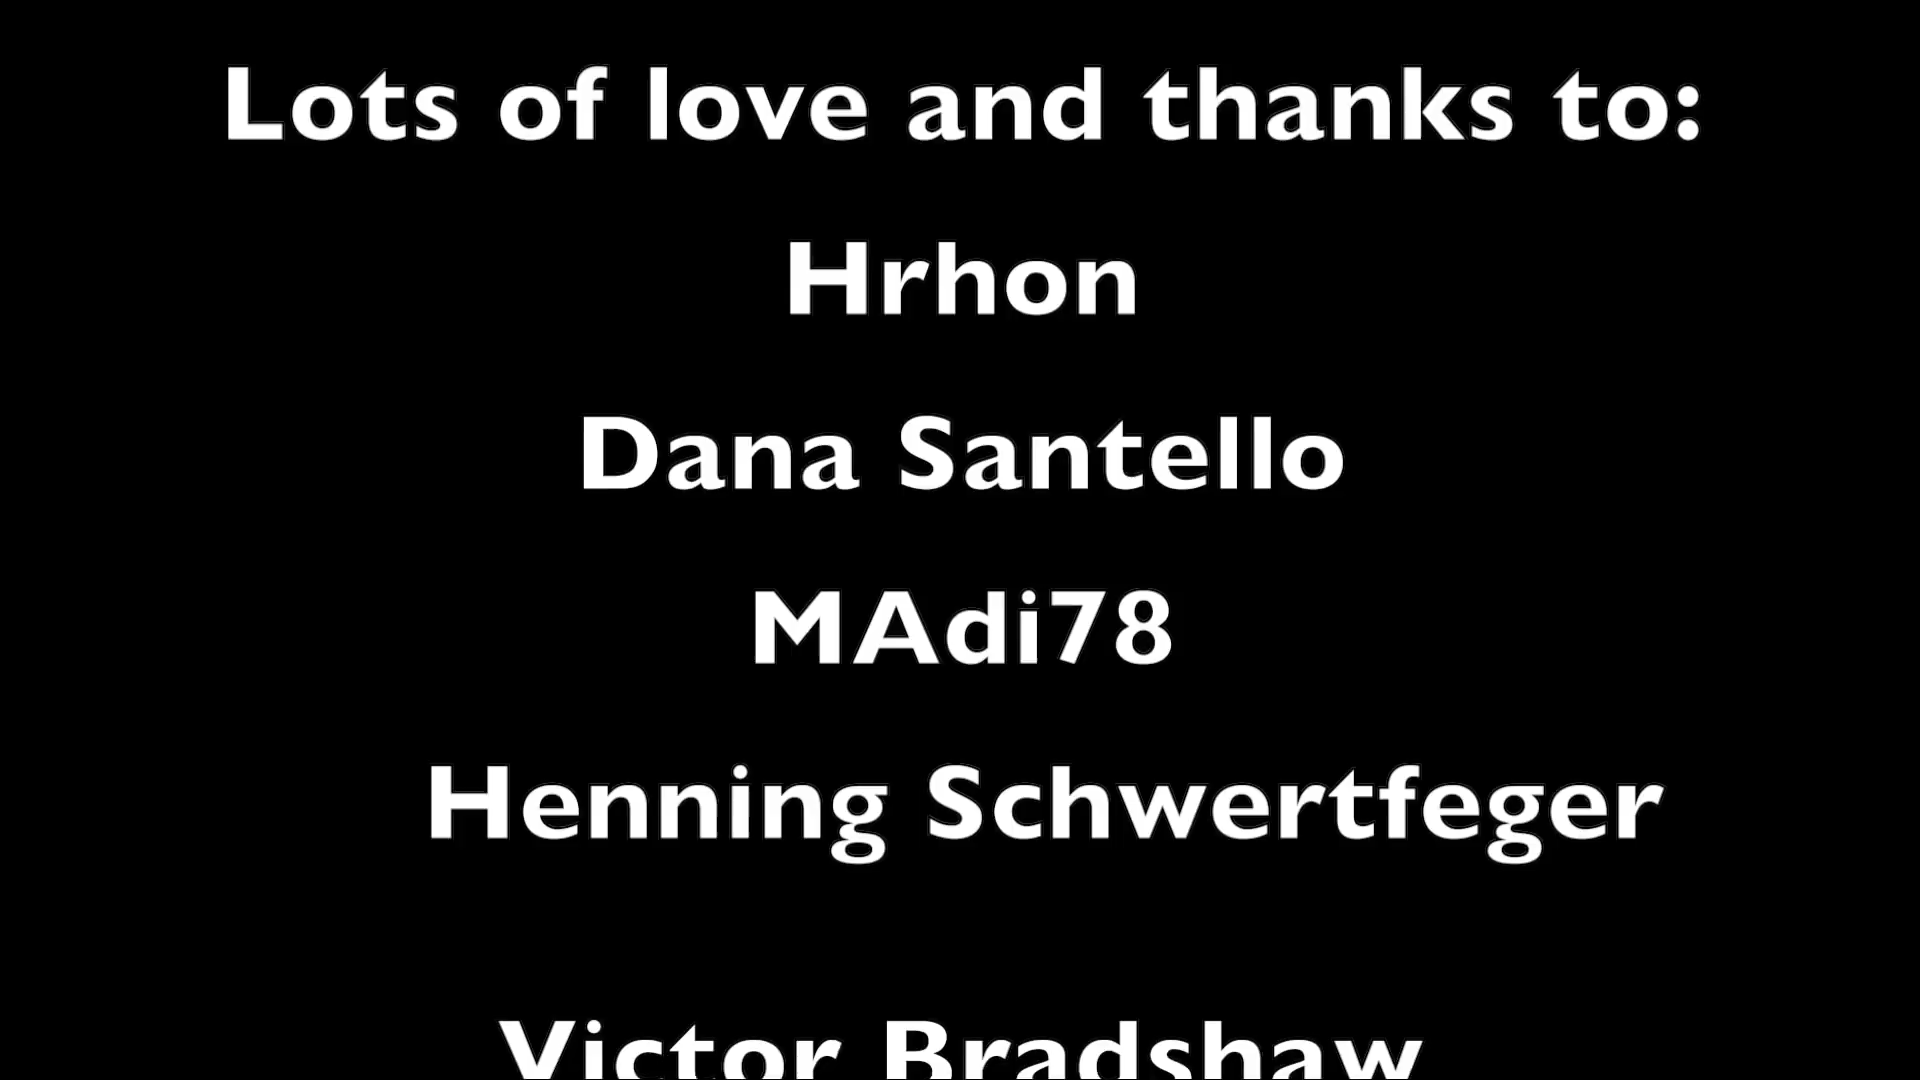 Lots of love and thanks to:
Hrhon
Dana Santello
MAdi78
Henning Schwertfeger
Victor Bradshaw